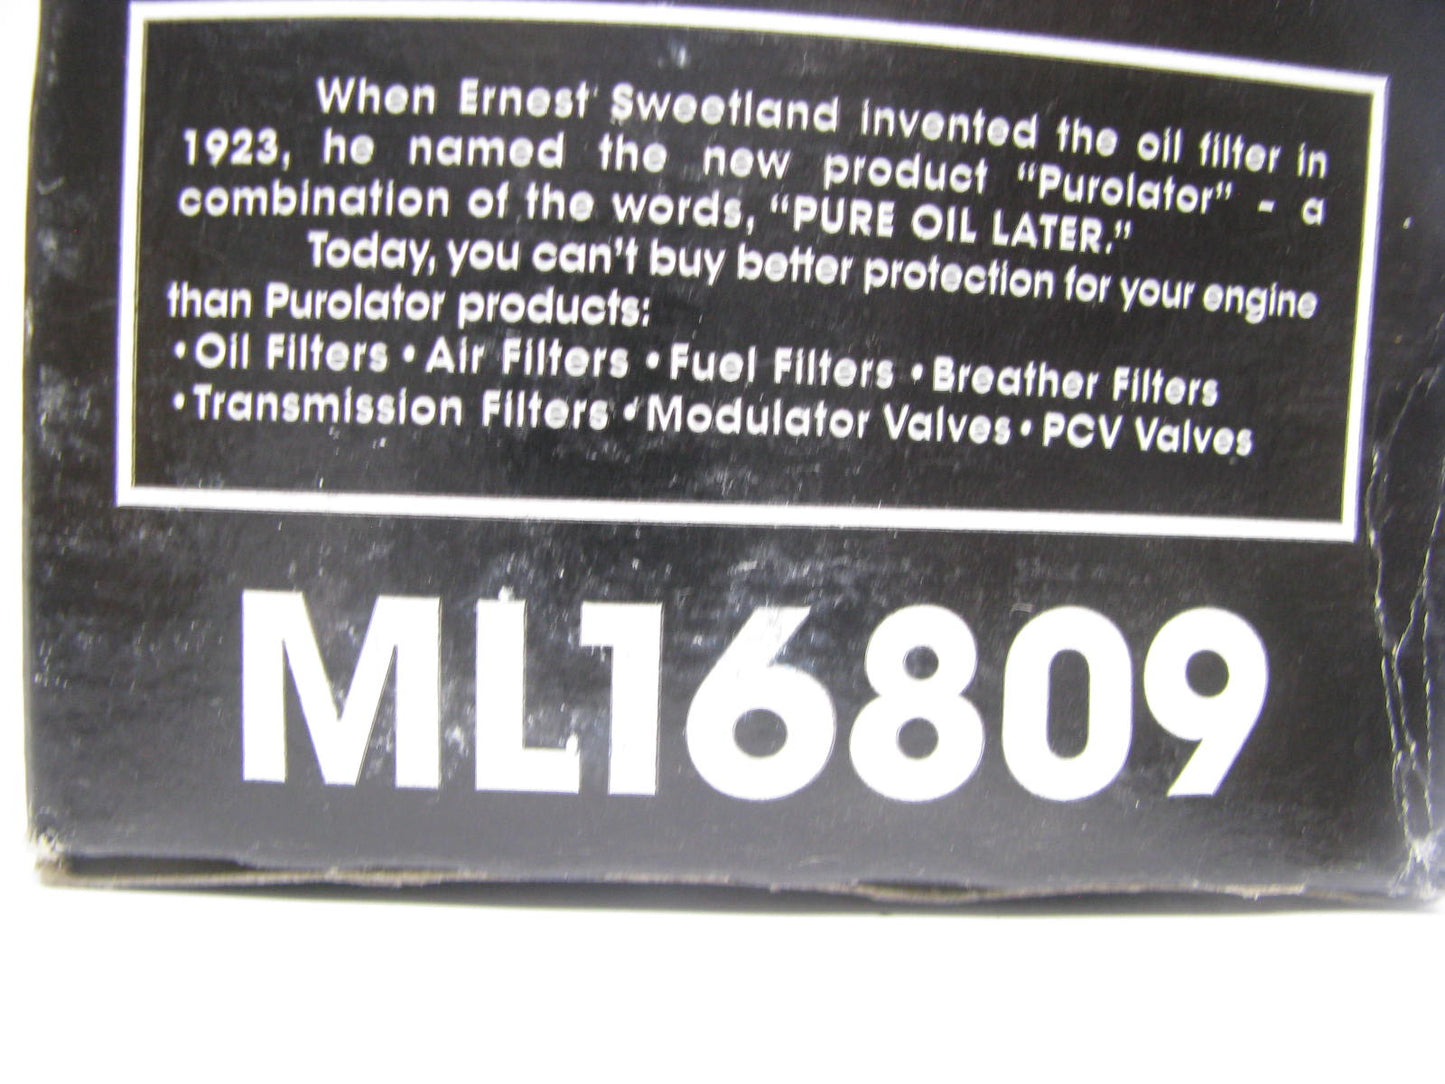 When Ernest Sweetland invented the oil filter in
1923, he named the new product "Purolator" - a
combination of the words, "PURE OIL LATER."
Today, you can't buy better protection for your engine
than Purolator products:
•Oil Filters •Air Filters •Fuel Filters •Breather Filters
•Transmission Filters •Modulator Valves •PCV Valves
ML16809